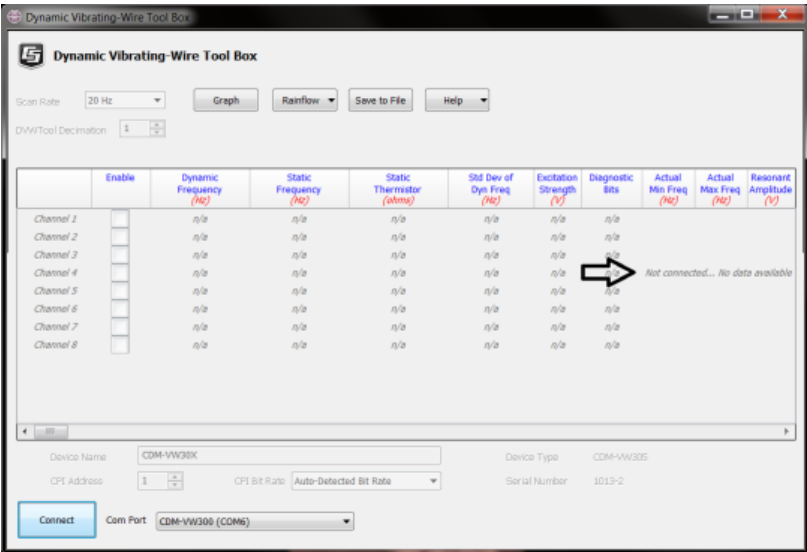 Dynamic Vibrating-Wire Tool Box
Dynamic Vibrating-Wire Tool Box
Scan Rate 20 Hz Graph Rainflow Save to File Help
DVWTool Decimation 1
Enable Dynamic Frequency (Hz) Static Frequency (Hz) Static Thermistor (ohms) Std Dev of Dyn Freq (Hz) Excitation Strength (V) Diagnostic Bits Actual Min Freq (Hz) Actual Max Freq (Hz) Resonant Amplitude (V)
Channel 1 n/a n/a n/a n/a n/a n/a
Channel 2 n/a n/a n/a n/a n/a n/a
Channel 3 n/a n/a n/a n/a n/a n/a
Channel 4 n/a n/a n/a n/a n/a n/a Not connected... No data available
Channel 5 n/a n/a n/a n/a n/a n/a
Channel 6 n/a n/a n/a n/a n/a n/a
Channel 7 n/a n/a n/a n/a n/a n/a
Channel 8 n/a n/a n/a n/a n/a n/a
Device Name CDM-VW30X Device Type CDM-VW305
CPI Address 1 CPI Bit Rate Auto-Detected Bit Rate Serial Number 1013-2
Connect Com Port CDM-VW300 (COM6)